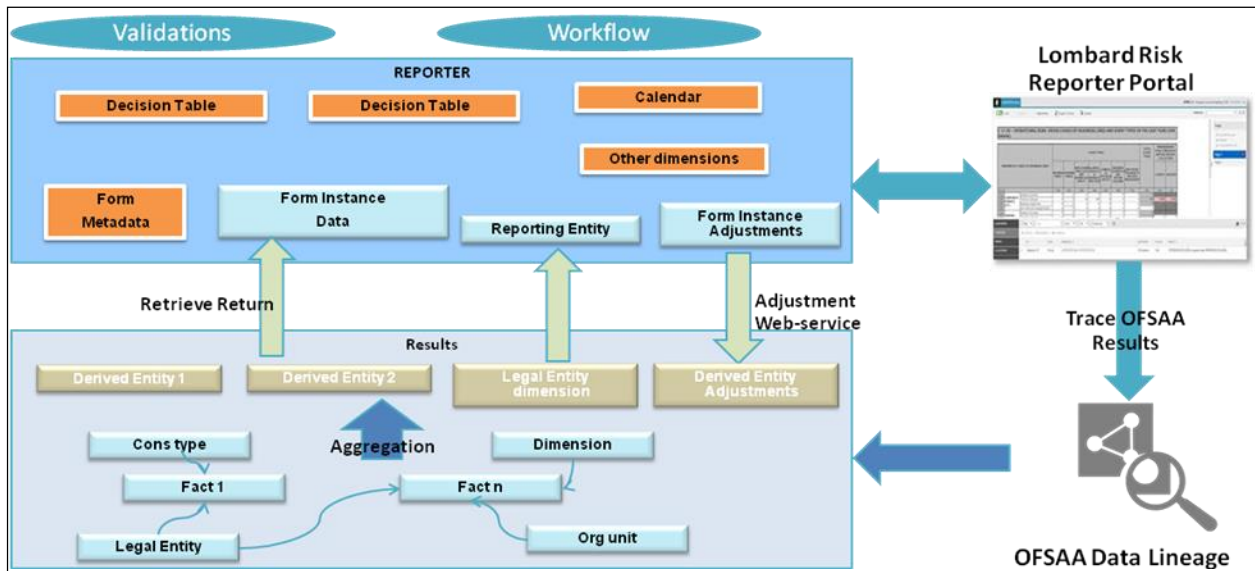 Validations
Workflow
REPORTER
Decision Table
Decision Table
Calendar
Other dimensions
Form
Metadata
Form Instance
Data
Reporting Entity
Form Instance
Adjustments
Lombard Risk
Reporter Portal
Retrieve Return
Adjustment
Web-service
Trace OFSAA
Results
Results
Derived Entity 1
Derived Entity 2
Legal Entity
dimension
Derived Entity
Adjustments
Cons type
Aggregation
Dimension
Fact 1
Fact n
Legal Entity
Org unit
OFSAA Data Lineage